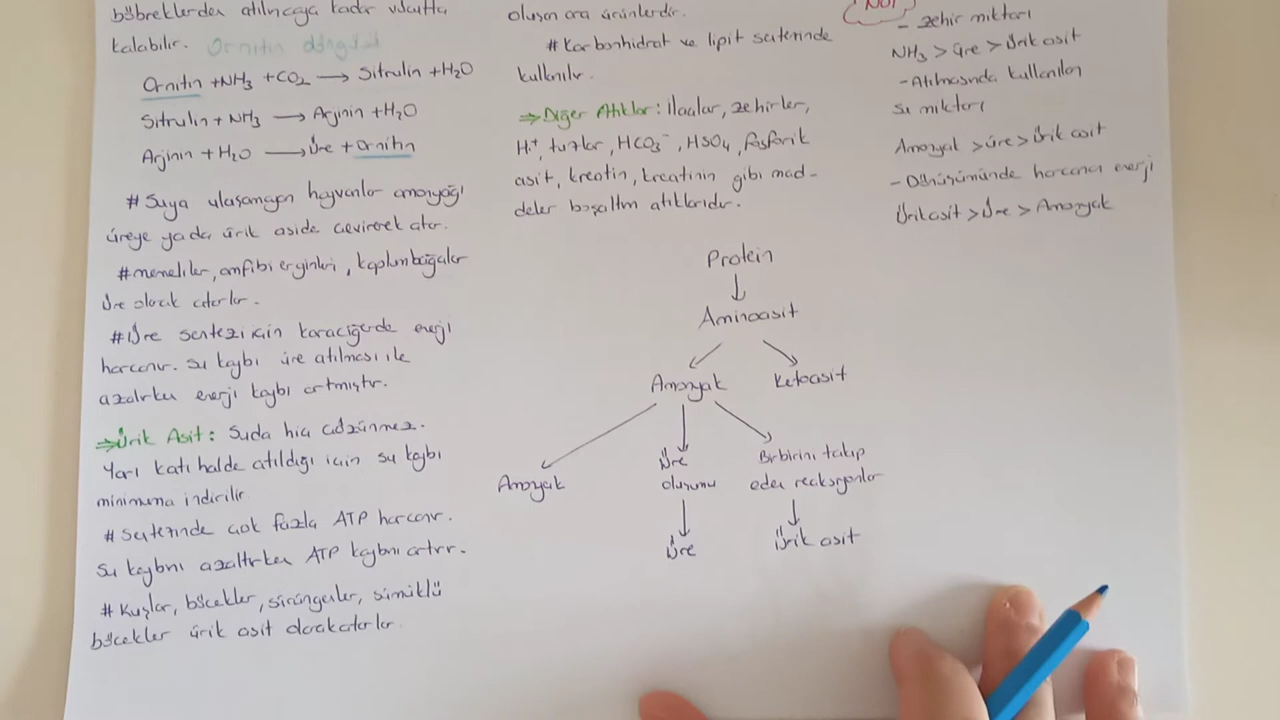 böbreklerden atılıncaya kadar vücutta
kalabilir. Ornitin döngüsü
Ornitin + NH₃ + CO₂ → Sitrulin + H₂O
Sitrulin + NH₃ → Arjinin + H₂O
Arjinin + H₂O → Üre + Ornitin
# Suya ulaşamayan hayvanlar amonyağı
üreye ya da ürik aside çevirerek atar.
# memeliler, amfibi erginleri, kaplumbağalar
üre olarak atarlar.
# Üre sentezi için karaciğerde enerji
harcanır. su kaybı üre atılması ile
azalırken enerji kaybı artmıştır.
⇒ Ürik Asit: Suda hiç çözünmez.
Yarı katı halde atıldığı için su kaybı
minimuma indirilir
# Sentezinde çok fazla ATP harcanır.
Su kaybını azaltırken ATP kaybını artırır.
# Kuşlar, böcekler, sürüngenler, sümüklü
böcekler ürik asit olarak atarlar.
oluşan ara ürünlerdir.
# Karbonhidrat ve lipit sentezinde
kullanılır.
⇒ Diğer Atıklar: İlaçlar, zehirler,
H⁺, tuzlar, HCO₃⁻, HSO₄, fosforik
asit, kreatin, kreatinin gibi mad-
deler boşaltım atıklarıdır.
NOT
- zehir miktarı
NH₃ > üre > ürik asit
- Atılmasında kullanılan
su miktarı
Amonyak > üre > ürik asit
- Dönüşümünde harcanan enerji
Ürik asit > Üre > Amonyak
Protein
↓
Aminoasit
Amonyak Ketoasit
Amonyak
Üre
oluşumu
↓
Üre
Birbirini takip
eden reaksiyonlar
↓
Ürik asit